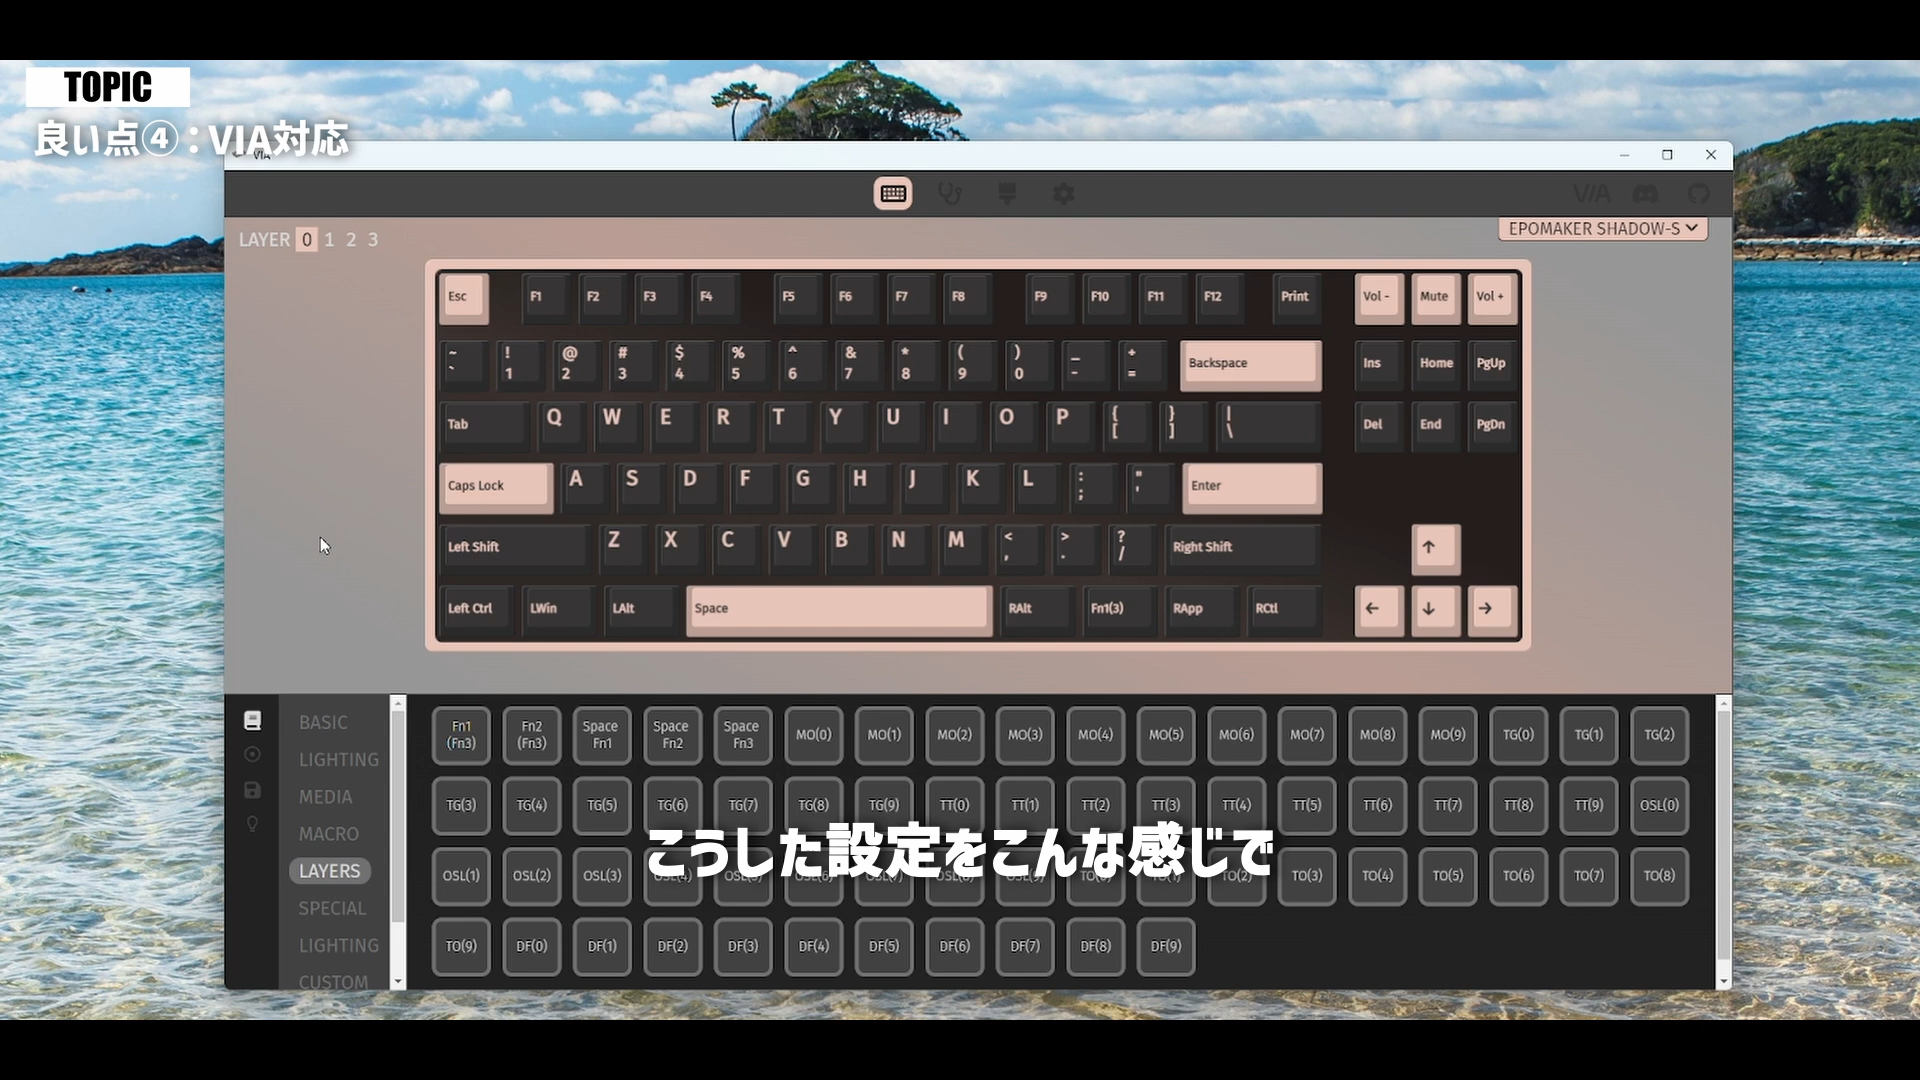 TOPIC
良い点④：VIA対応
VIA
VIA
LAYER 0 1 2 3
EPOMAKER SHADOW-S
Esc F1 F2 F3 F4 F5 F6 F7 F8 F9 F10 F11 F12 Print Vol - Mute Vol +
~ ! @ # $ % ^ & * ( ) _ +
` 1 2 3 4 5 6 7 8 9 0 - =
Backspace Ins Home PgUp
Tab Q W E R T Y U I O P { } |
[ ] \
Del End PgDn
Caps Lock A S D F G H J K L : "
; '
Enter
Left Shift Z X C V B N M < > ?
, . /
Right Shift ↑
Left Ctrl LWin LAlt Space RAlt Fn1(3) RApp RCtl ← ↓ →
BASIC
LIGHTING
MEDIA
MACRO
LAYERS
SPECIAL
LIGHTING
CUSTOM
Fn1 (Fn3) Fn2 (Fn3) Space Fn1 Space Fn2 Space Fn3 MO(0) MO(1) MO(2) MO(3) MO(4) MO(5) MO(6) MO(7) MO(8) MO(9) TG(0) TG(1) TG(2)
TG(3) TG(4) TG(5) TG(6) TG(7) TG(8) TG(9) TT(0) TT(1) TT(2) TT(3) TT(4) TT(5) TT(6) TT(7) TT(8) TT(9) OSL(0)
OSL(1) OSL(2) OSL(3) TO(2) TO(3) TO(4) TO(5) TO(6) TO(7) TO(8)
TO(9) DF(0) DF(1) DF(2) DF(3) DF(4) DF(5) DF(6) DF(7) DF(8) DF(9)
こうした設定をこんな感じで